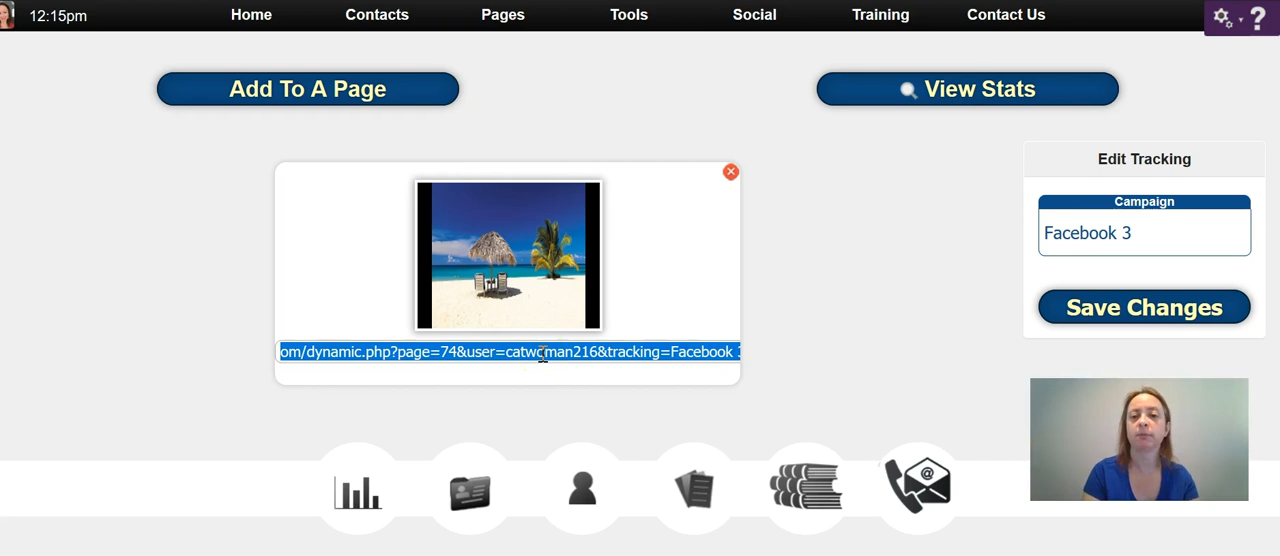 12:15pm Home Contacts Pages Tools Social Training Contact Us ?
Add To A Page
View Stats
Edit Tracking
Campaign
Facebook 3
Save Changes
om/dynamic.php?page=74&user=catwoman216&tracking=Facebook 3
@